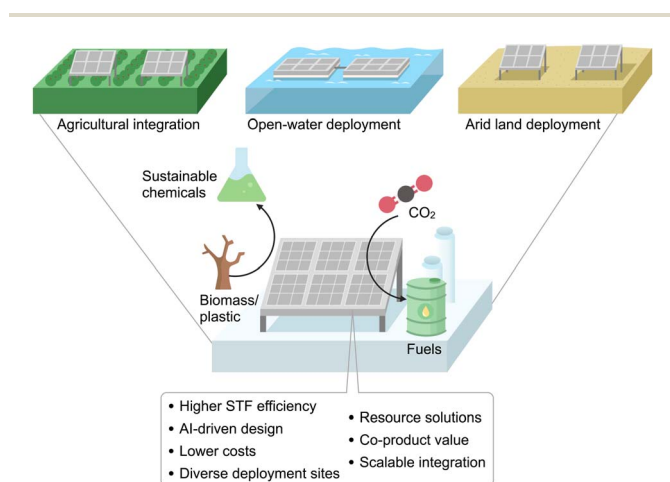 Agricultural integration
Open-water deployment
Arid land deployment
Sustainable
chemicals
CO₂
Biomass/
plastic
Fuels
• Higher STF efficiency
• AI-driven design
• Lower costs
• Diverse deployment sites
• Resource solutions
• Co-product value
• Scalable integration